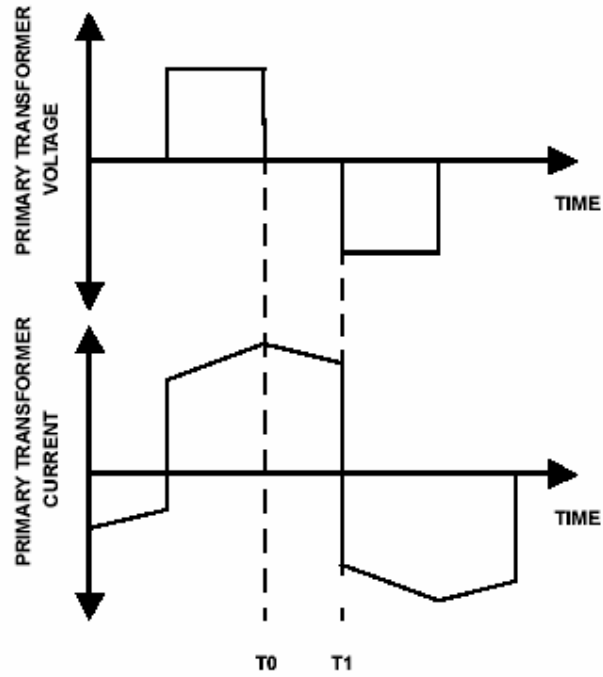 PRIMARY TRANSFORMER
VOLTAGE
TIME
PRIMARY TRANSFORMER
CURRENT
TIME
T0 T1